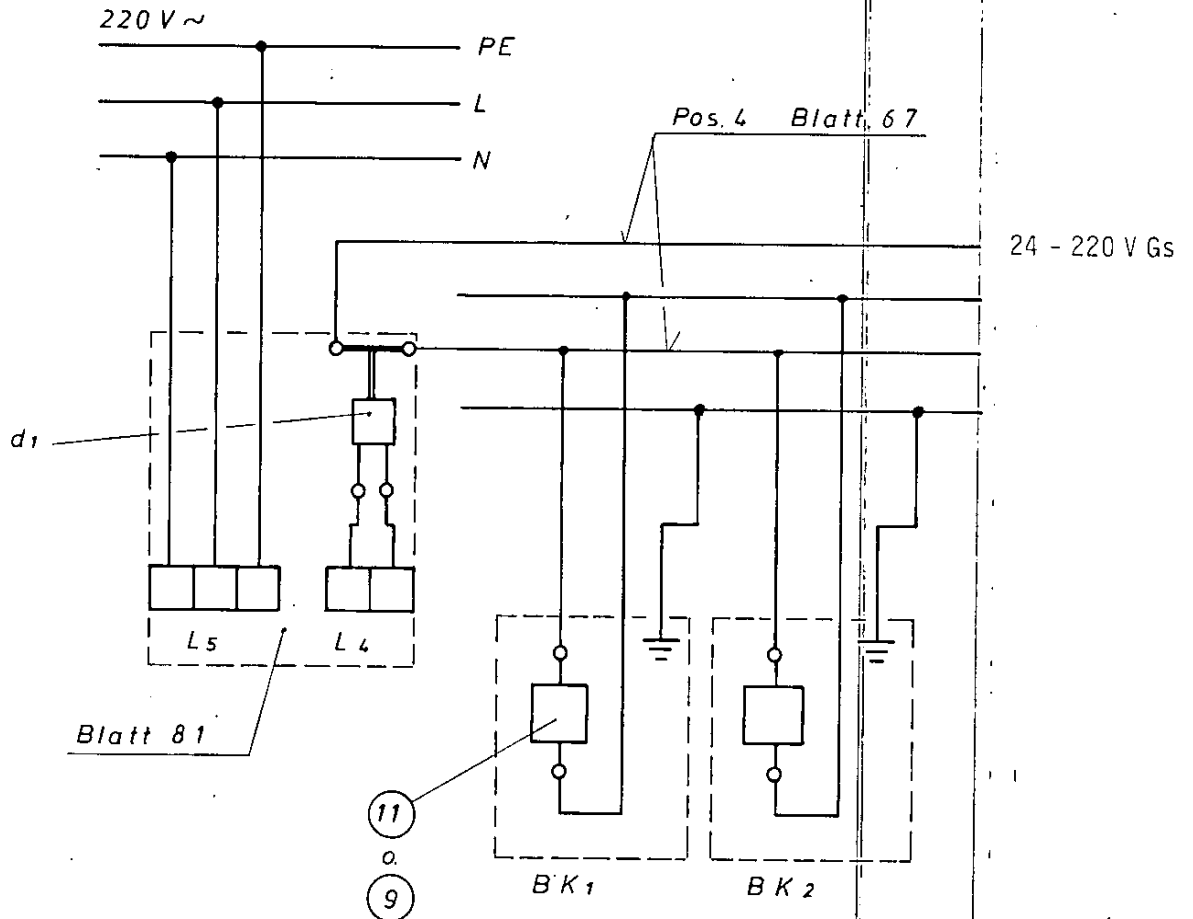 220 V ~
PE
L
N
Pos. 4 Blatt 67
24 - 220 V Gs
d1
L5
L4
Blatt 81
11
o.
9
BK1
BK2